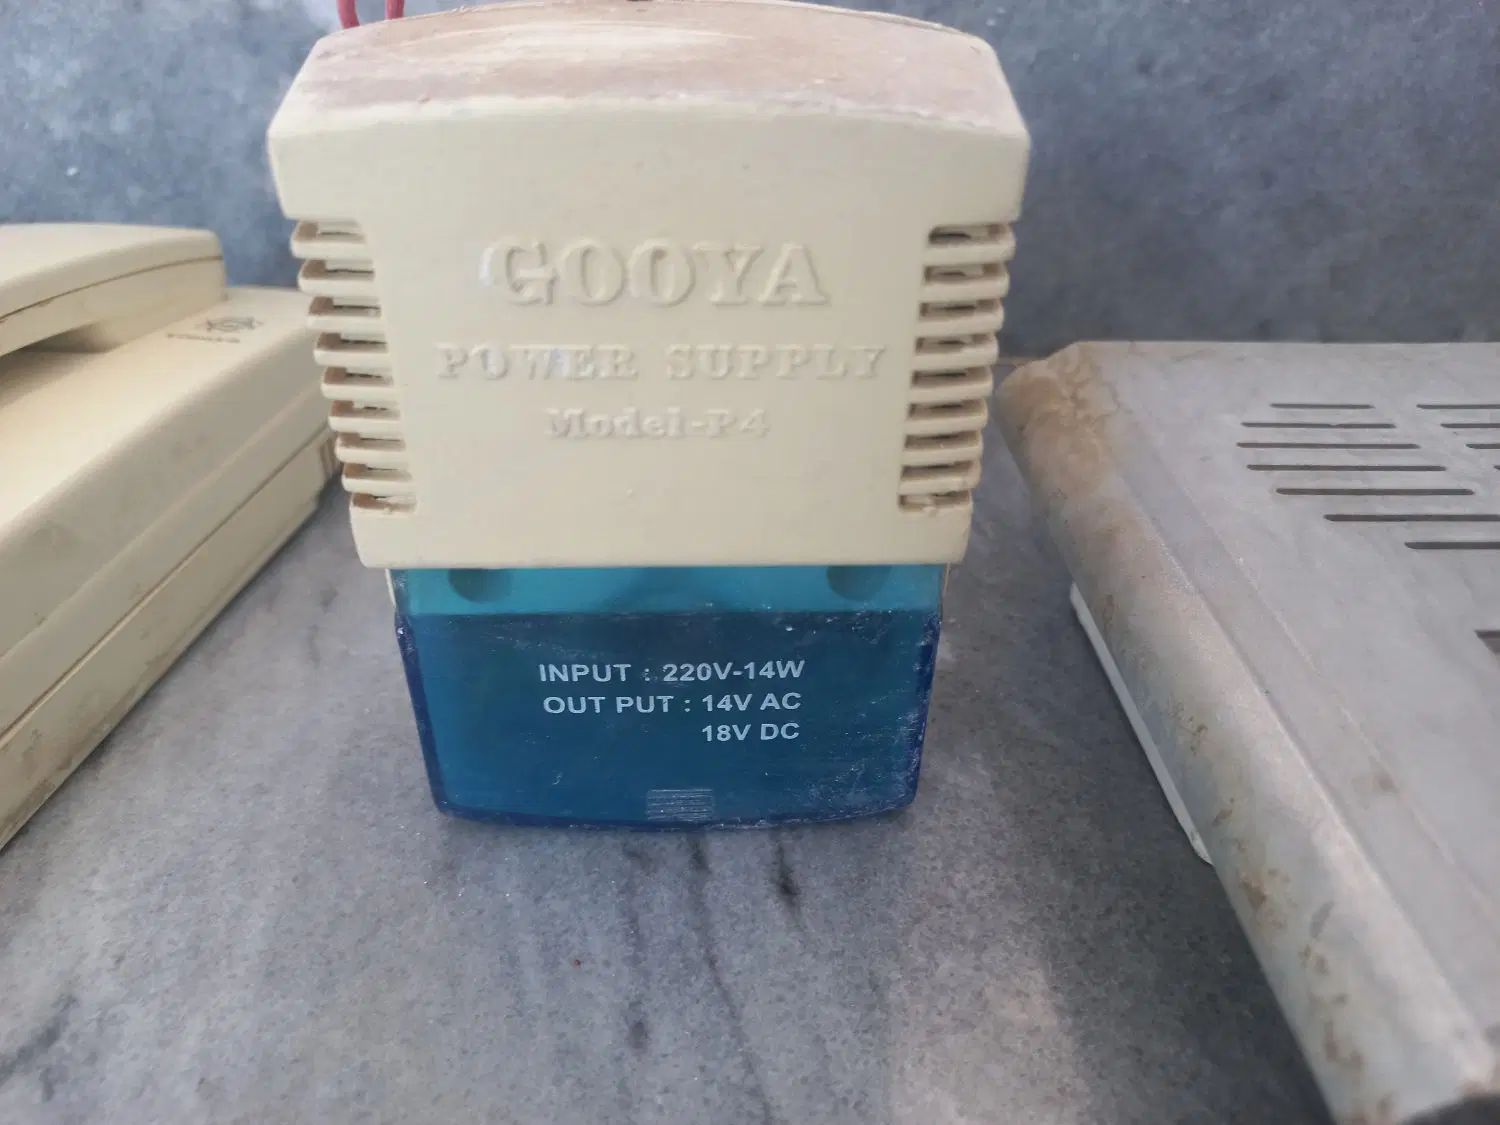 GOOYA
POWER SUPPLY
Model-P4
INPUT : 220V-14W
OUT PUT : 14V AC
18V DC